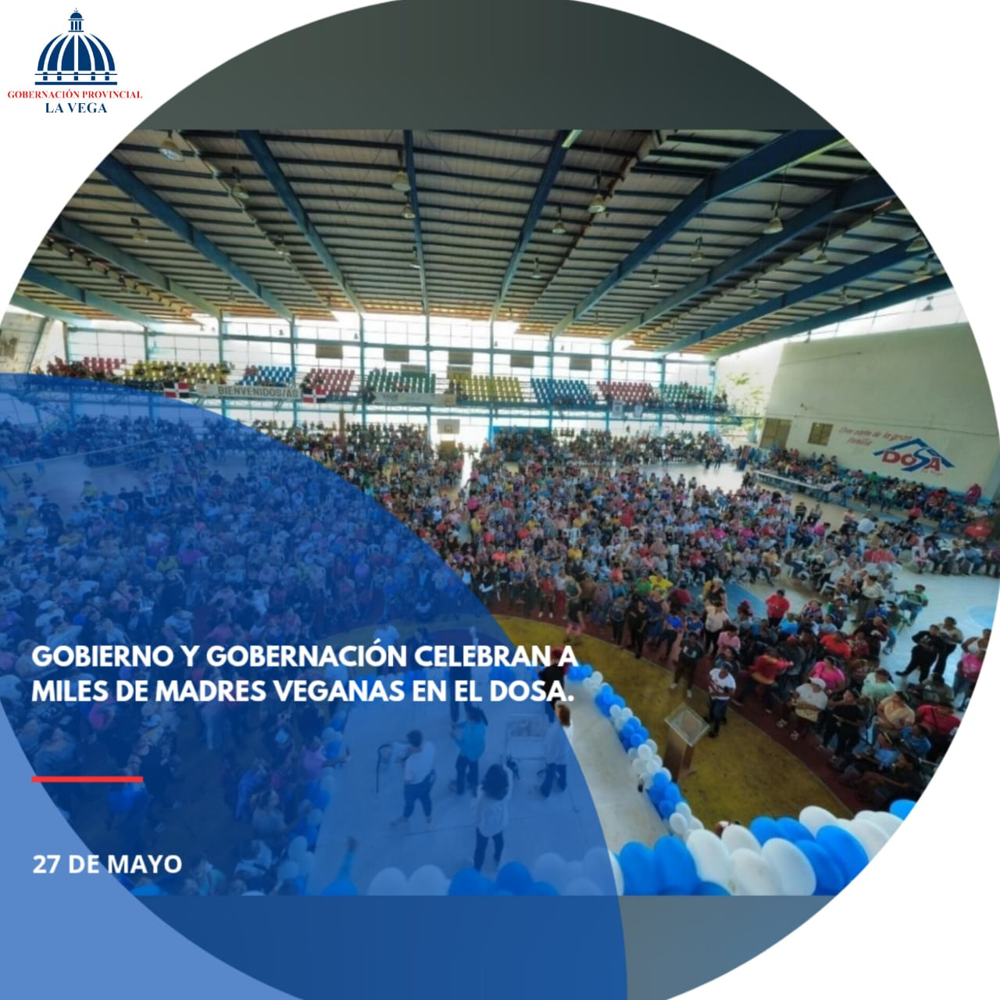 GOBERNACIÓN PROVINCIAL
LA VEGA
BIENVENIDOS/AS
DOSA
GOBIERNO Y GOBERNACIÓN CELEBRAN A
MILES DE MADRES VEGANAS EN EL DOSA.
27 DE MAYO